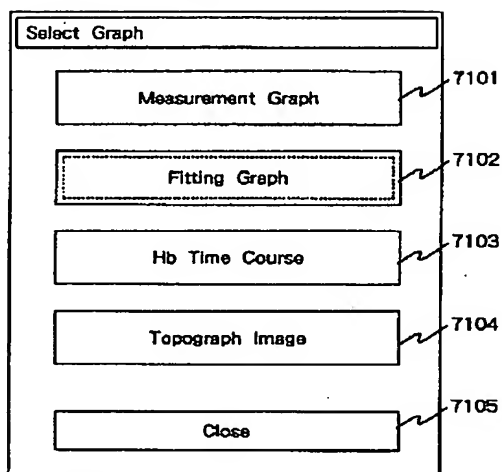 Select Graph
Measurement Graph
7101
Fitting Graph
7102
Hb Time Course
7103
Topograph Image
7104
Close
7105